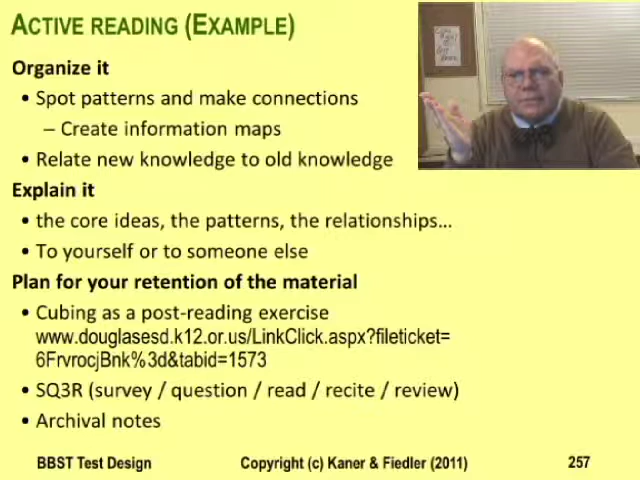 ACTIVE READING (EXAMPLE)
Organize it
• Spot patterns and make connections
– Create information maps
• Relate new knowledge to old knowledge
Explain it
• the core ideas, the patterns, the relationships...
• To yourself or to someone else
Plan for your retention of the material
• Cubing as a post-reading exercise
www.douglasesd.k12.or.us/LinkClick.aspx?fileticket=
6FrvrocjBnk%3d&tabid=1573
• SQ3R (survey / question / read / recite / review)
• Archival notes
BBST Test Design Copyright (c) Kaner & Fiedler (2011) 257